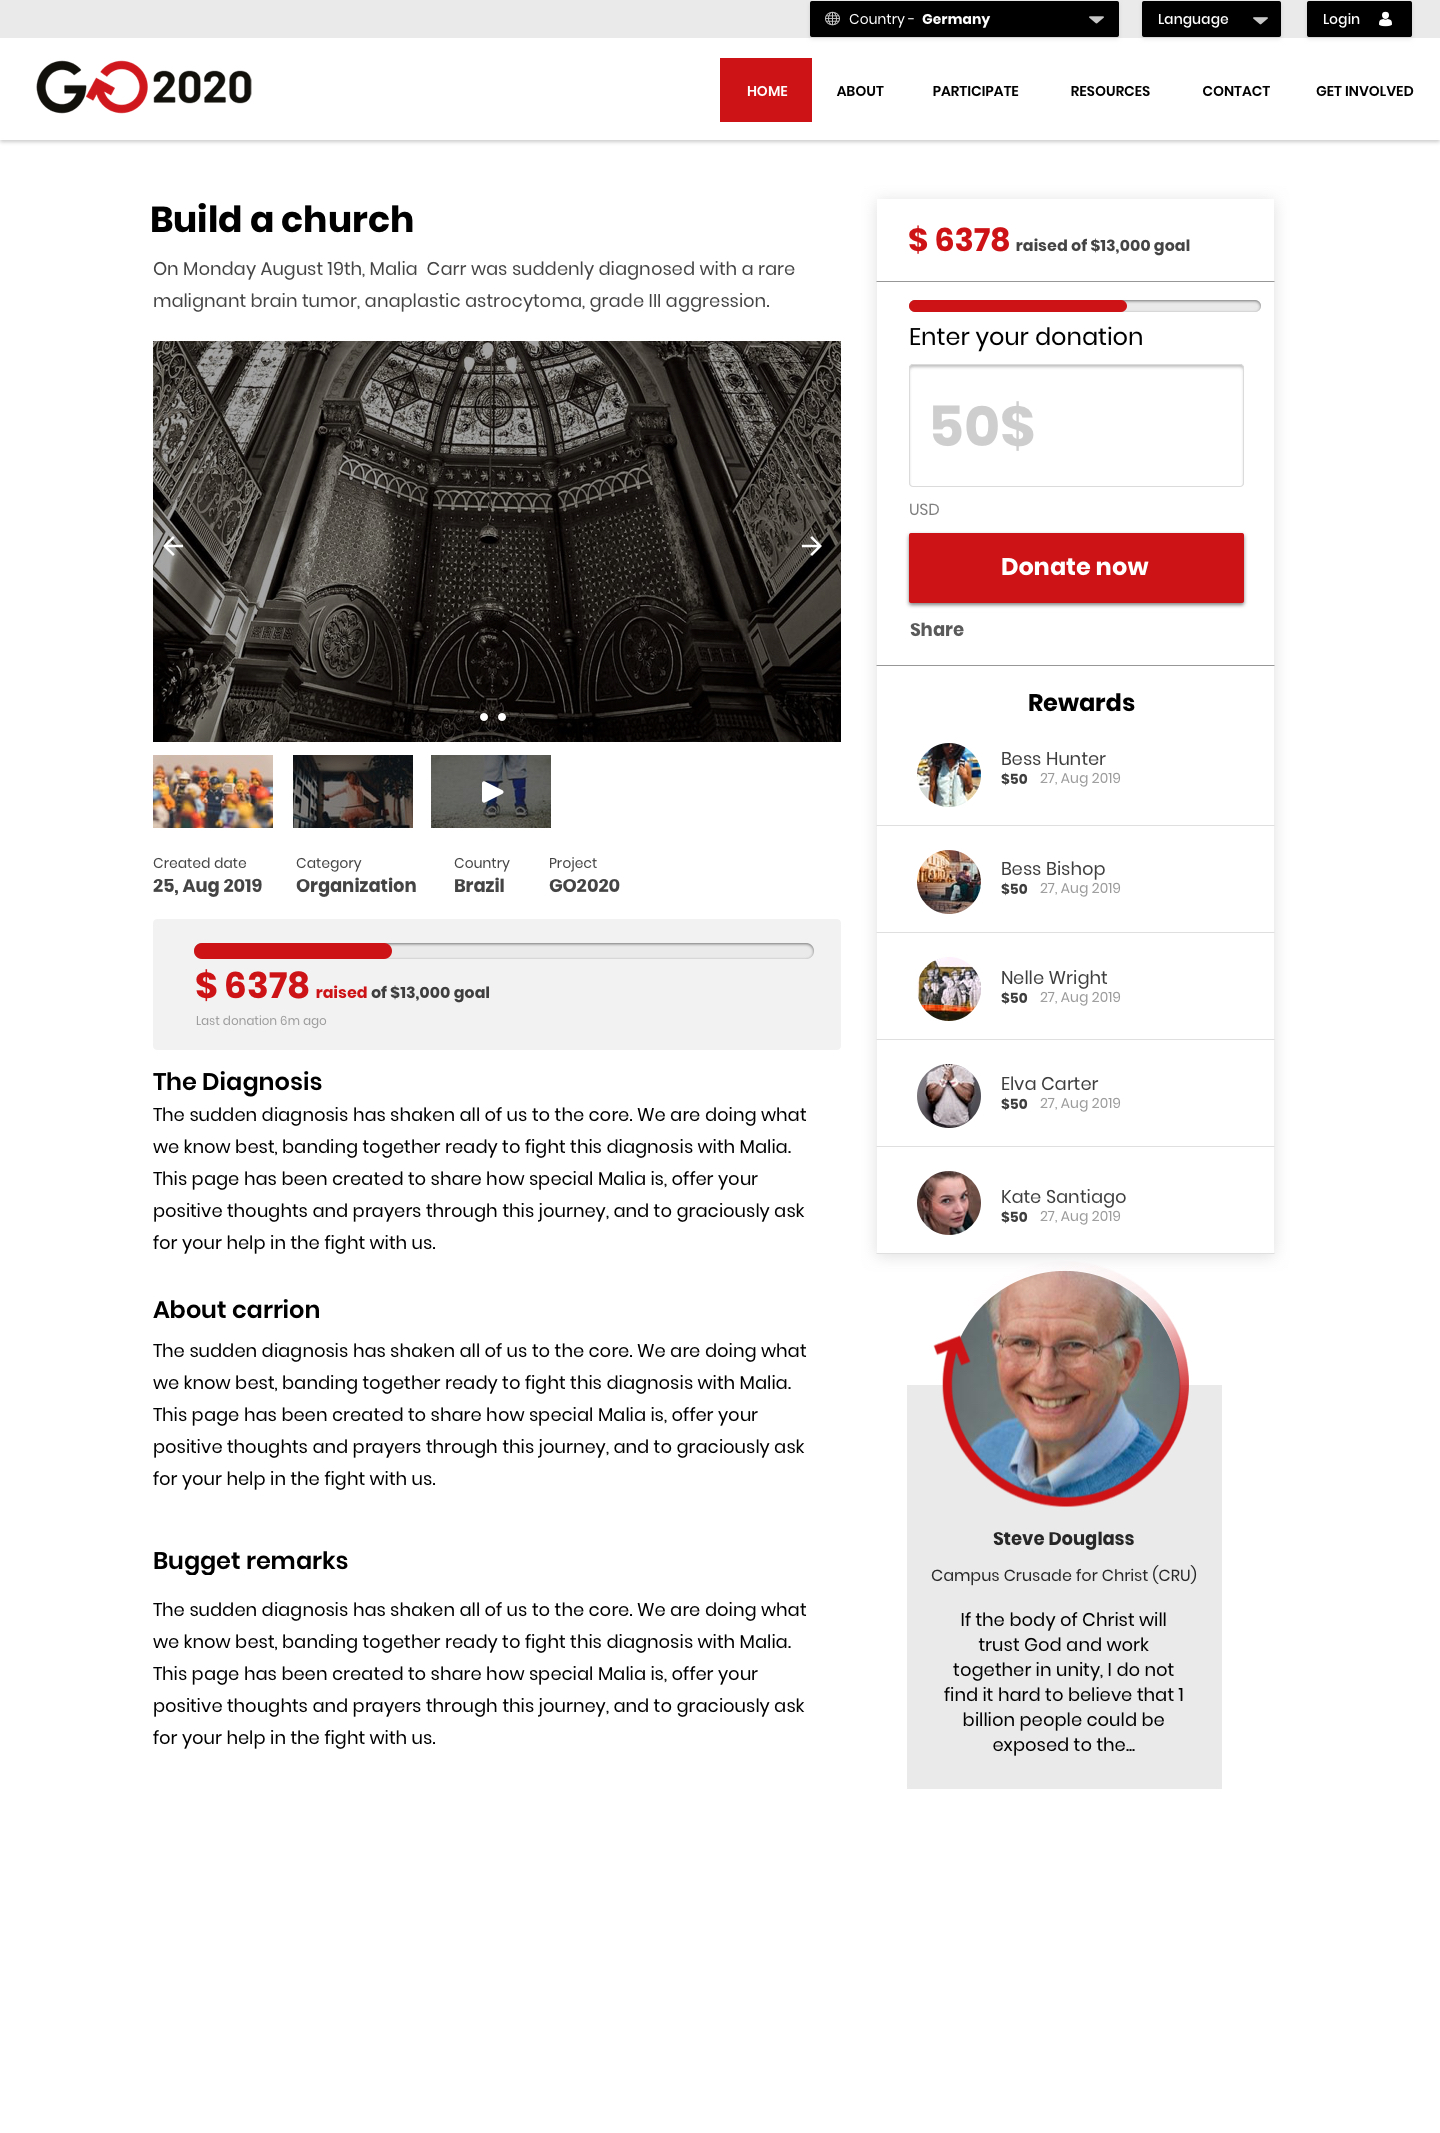 Country - Germany
Language
Login
GO2020
HOME
ABOUT
PARTICIPATE
RESOURCES
CONTACT
GET INVOLVED
Build a church
On Monday August 19th, Malia  Carr was suddenly diagnosed with a rare
malignant brain tumor, anaplastic astrocytoma, grade III aggression.
Created date
25, Aug 2019
Category
Organization
Country
Brazil
Project
GO2020
$ 6378 raised of $13,000 goal
Last donation 6m ago
The Diagnosis
The sudden diagnosis has shaken all of us to the core. We are doing what
we know best, banding together ready to fight this diagnosis with Malia.
This page has been created to share how special Malia is, offer your
positive thoughts and prayers through this journey, and to graciously ask
for your help in the fight with us.
About carrion
The sudden diagnosis has shaken all of us to the core. We are doing what
we know best, banding together ready to fight this diagnosis with Malia.
This page has been created to share how special Malia is, offer your
positive thoughts and prayers through this journey, and to graciously ask
for your help in the fight with us.
Bugget remarks
The sudden diagnosis has shaken all of us to the core. We are doing what
we know best, banding together ready to fight this diagnosis with Malia.
This page has been created to share how special Malia is, offer your
positive thoughts and prayers through this journey, and to graciously ask
for your help in the fight with us.
$ 6378 raised of $13,000 goal
Enter your donation
50$
USD
Donate now
Share
Rewards
Bess Hunter
$50 27, Aug 2019
Bess Bishop
$50 27, Aug 2019
Nelle Wright
$50 27, Aug 2019
Elva Carter
$50 27, Aug 2019
Kate Santiago
$50 27, Aug 2019
Steve Douglass
Campus Crusade for Christ (CRU)
If the body of Christ will
trust God and work
together in unity, I do not
find it hard to believe that 1
billion people could be
exposed to the...